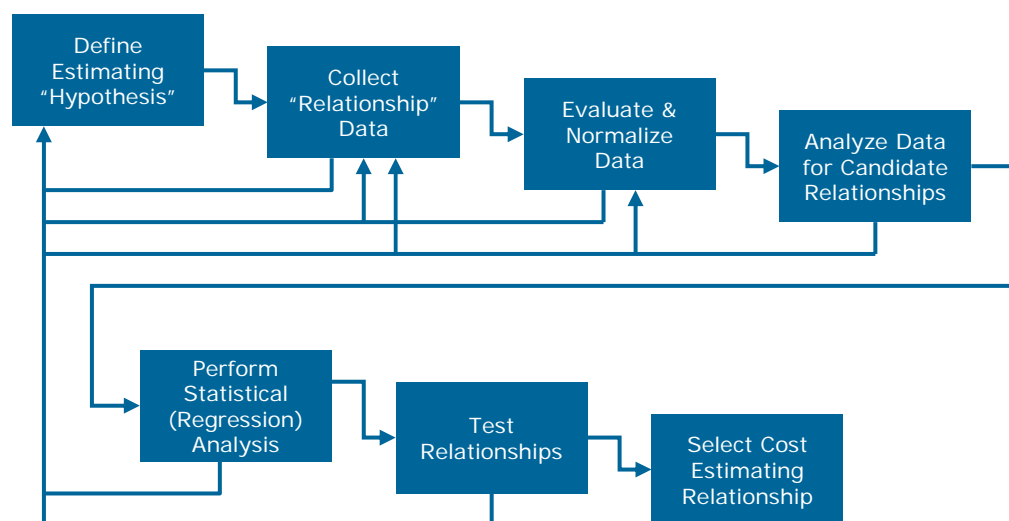 Define
Estimating
“Hypothesis”
Collect
“Relationship”
Data
Evaluate &
Normalize
Data
Analyze Data
for Candidate
Relationships
Perform
Statistical
(Regression)
Analysis
Test
Relationships
Select Cost
Estimating
Relationship